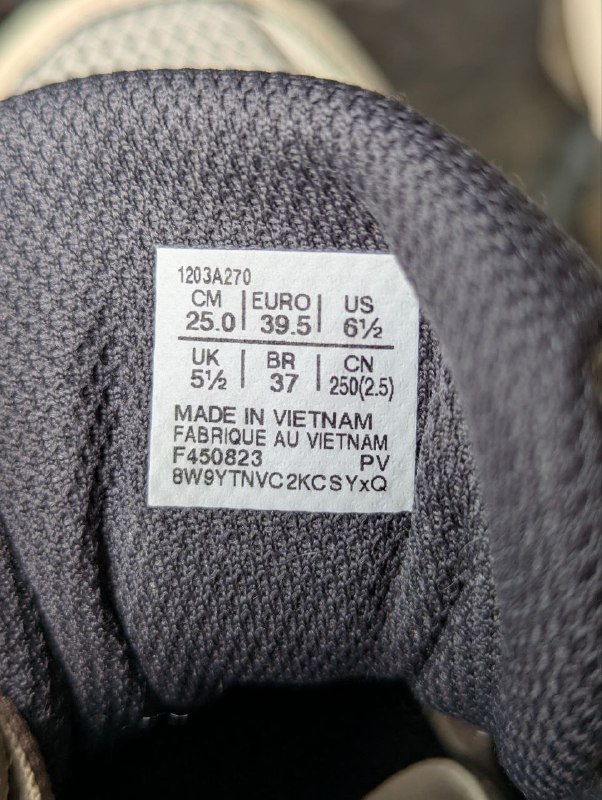 1203A270
CM | EURO | US
25.0 | 39.5 | 6½
UK | BR | CN
5½ | 37 | 250(2.5)
MADE IN VIETNAM
FABRIQUE AU VIETNAM
F450823 PV
8W9YTNVC2KCSYxQ